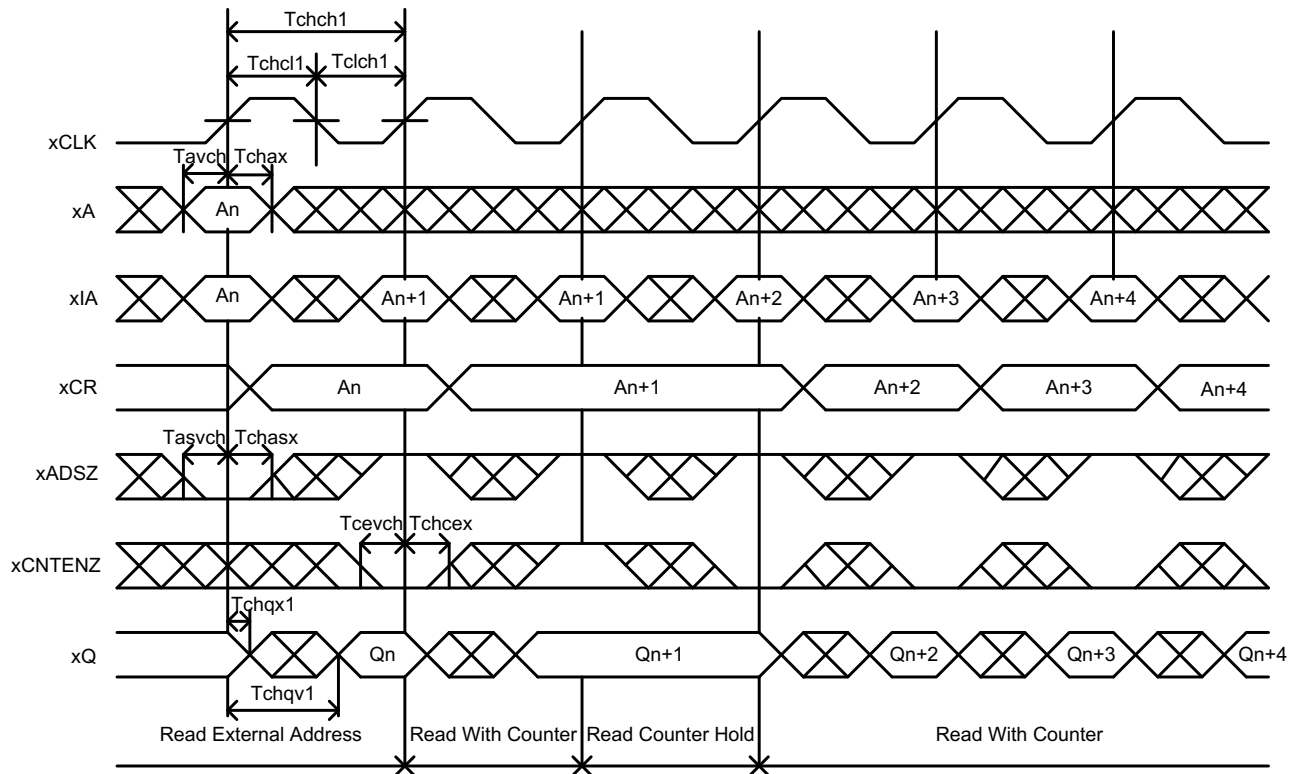 Tchch1
Tchcl1 Tclch1
xCLK
Tavch Tchax
xA An
xIA An An+1 An+1 An+2 An+3 An+4
xCR An An+1 An+2 An+3 An+4
Tasvch Tchasx
xADSZ
Tcevch Tchcex
xCNTENZ
Tchqx1
xQ Qn Qn+1 Qn+2 Qn+3 Qn+4
Tchqv1
Read External Address Read With Counter Read Counter Hold Read With Counter